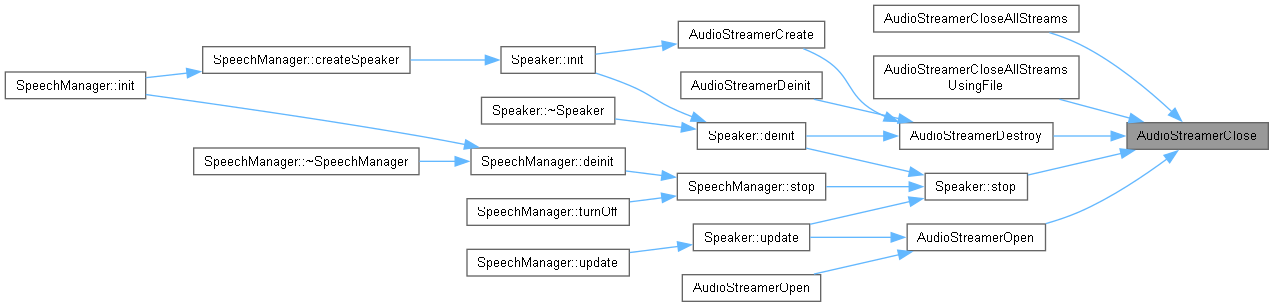 AudioStreamerCloseAllStreams
AudioStreamerCreate
SpeechManager::createSpeaker
Speaker::init
AudioStreamerCloseAllStreams
UsingFile
SpeechManager::init
AudioStreamerDeinit
Speaker::~Speaker
Speaker::deinit
AudioStreamerDestroy
AudioStreamerClose
SpeechManager::~SpeechManager
SpeechManager::deinit
SpeechManager::stop
Speaker::stop
SpeechManager::turnOff
Speaker::update
AudioStreamerOpen
SpeechManager::update
AudioStreamerOpen